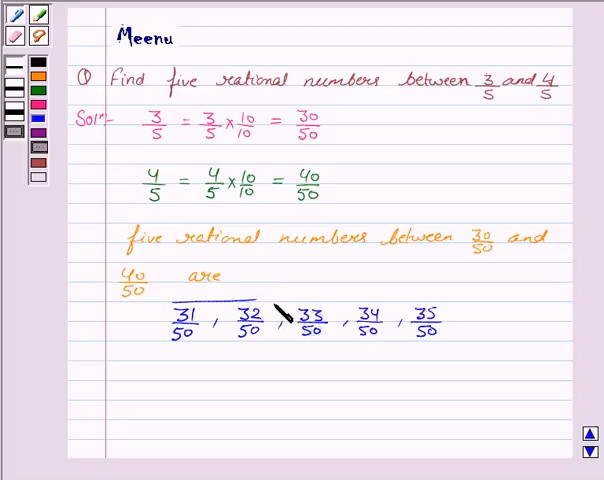 Meenu
Q Find five rational numbers between 3/5 and 4/5
Solⁿ:- 3/5 = 3/5 × 10/10 = 30/50
4/5 = 4/5 × 10/10 = 40/50
five rational numbers between 30/50 and
40/50 are
31/50 , 32/50 , 33/50 , 34/50 , 35/50